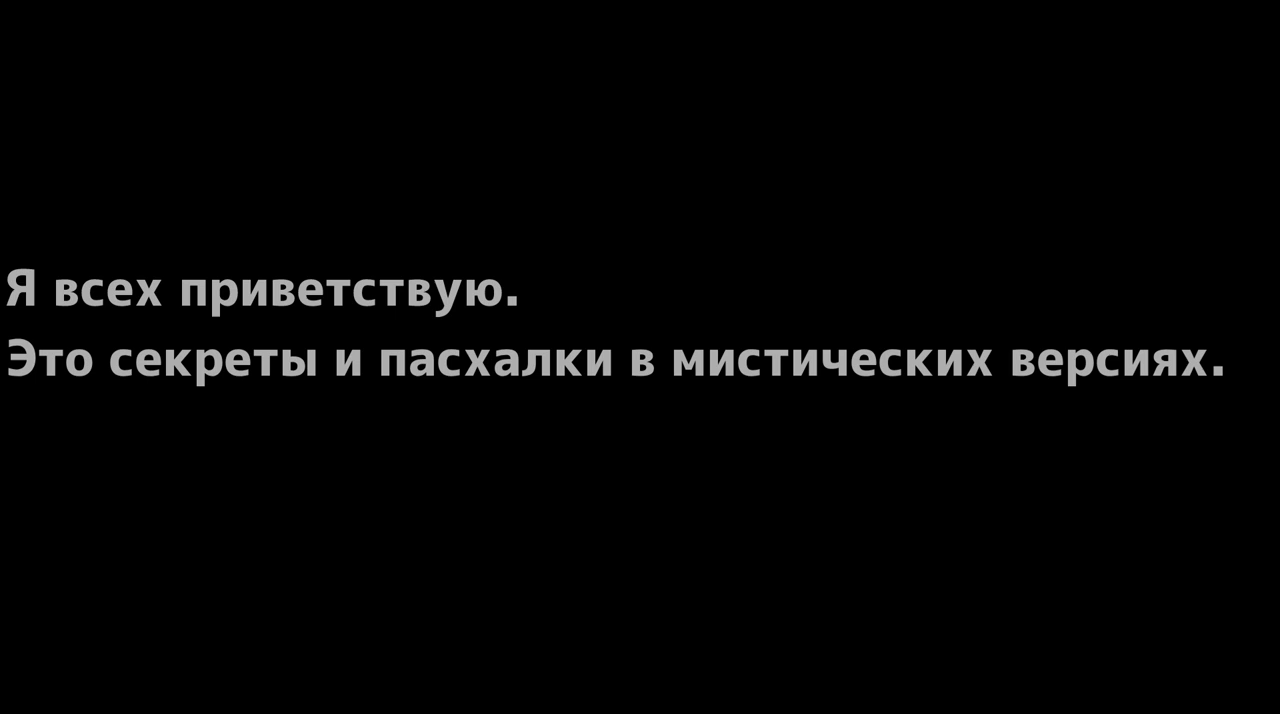 Я всех приветствую.
Это секреты и пасхалки в мистических версиях.